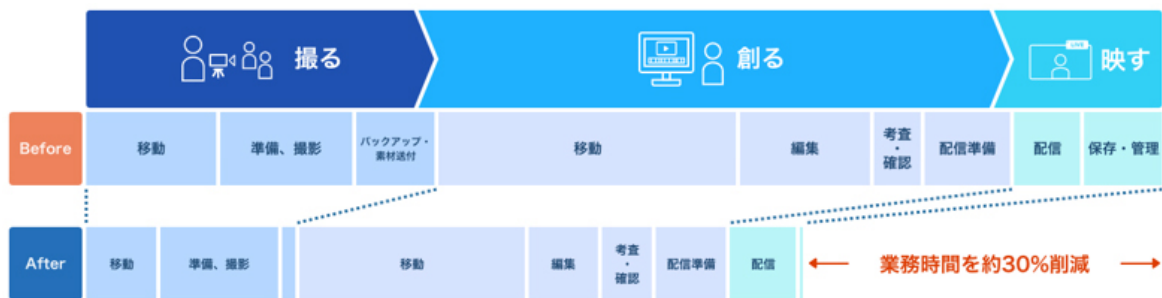 撮る
創る
LIVE
映す
Before
移動
準備、撮影
バックアップ・
素材送付
移動
編集
考査
・
確認
配信準備
配信
保存・管理
After
移動
準備、撮影
移動
編集
考査
・
確認
配信準備
配信
業務時間を約30%削減